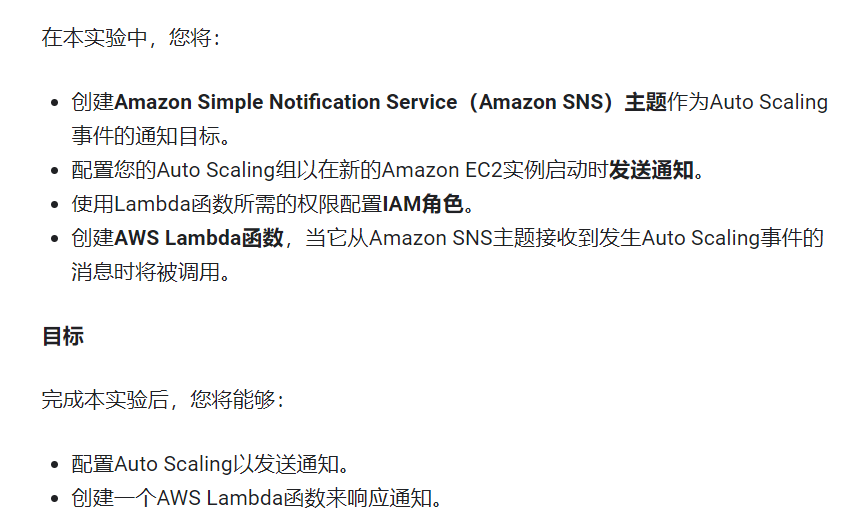 在本实验中，您将：
创建Amazon Simple Notification Service（Amazon SNS）主题作为Auto Scaling
事件的通知目标。
配置您的Auto Scaling组以在新的Amazon EC2实例启动时发送通知。
使用Lambda函数所需的权限配置IAM角色。
创建AWS Lambda函数，当它从Amazon SNS主题接收到发生Auto Scaling事件的
消息时将被调用。
目标
完成本实验后，您将能够：
配置Auto Scaling以发送通知。
创建一个AWS Lambda函数来响应通知。